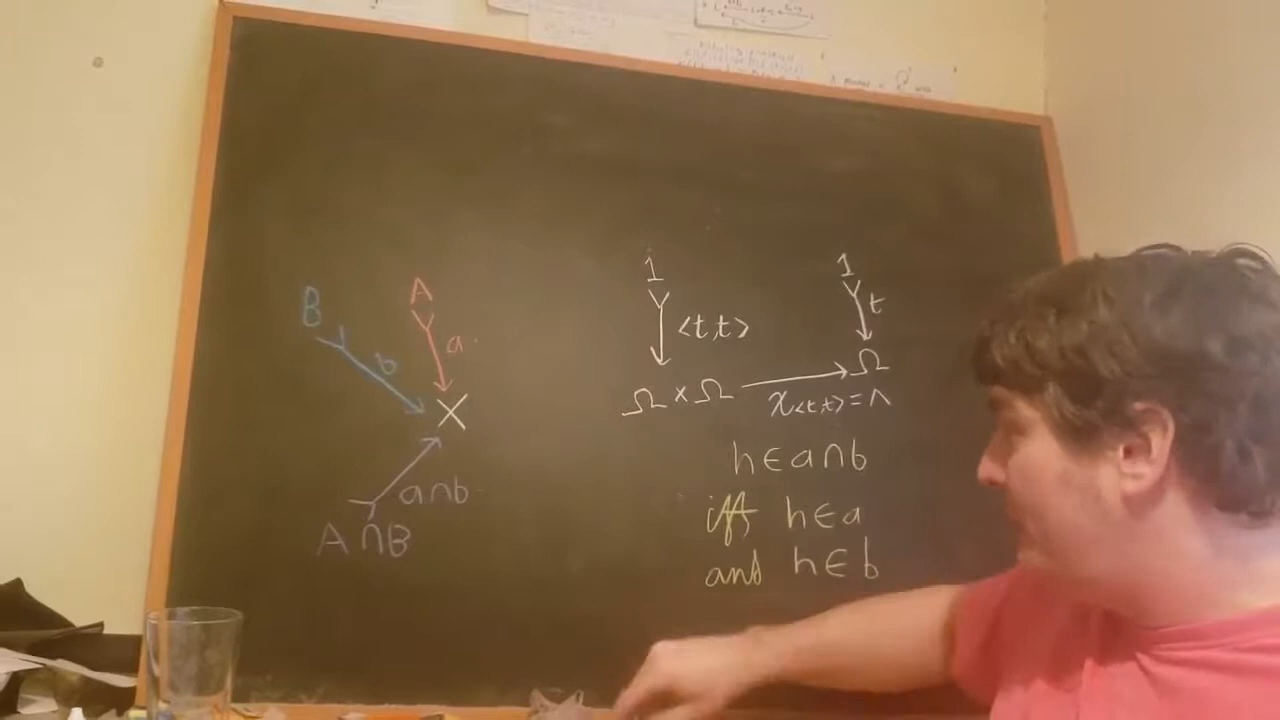 B
A
b
a
X
a∩b
A∩B
1
<t,t>
Ω×Ω
1
t
Ω
χ<t,t>=∧
h∈a∩b
iff h∈a
and h∈b